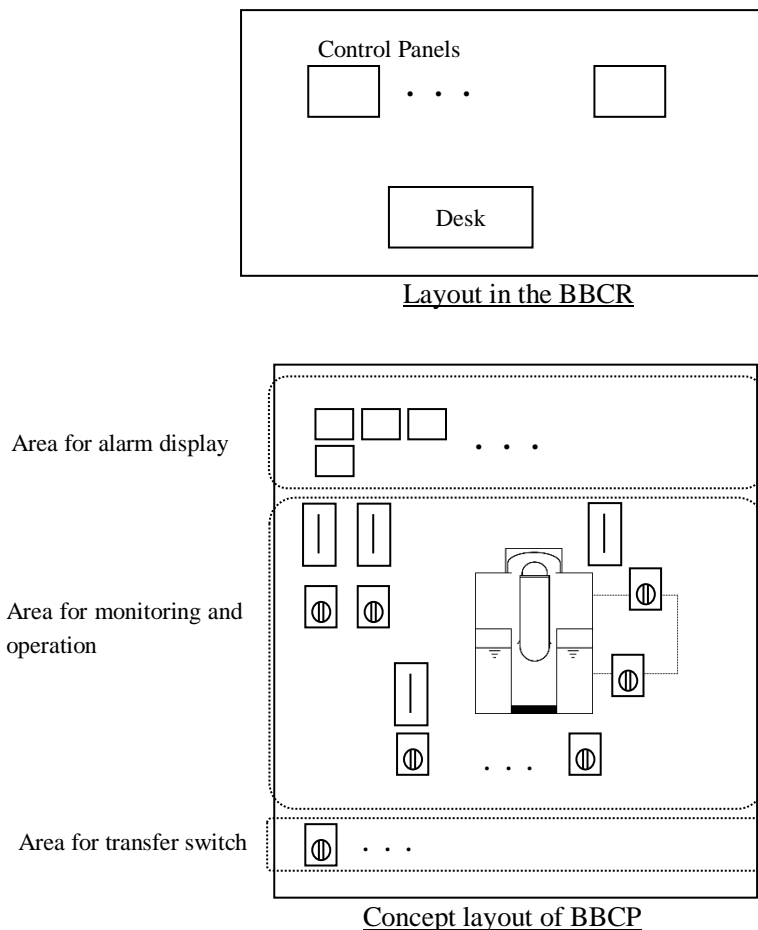 Control Panels
Desk
Layout in the BBCR
Area for alarm display
Area for monitoring and
operation
Area for transfer switch
Concept layout of BBCP